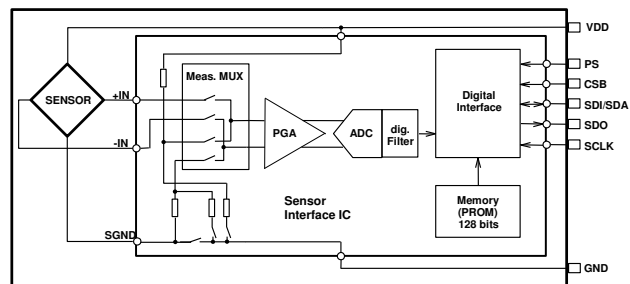 VDD
PS
CSB
SDI/SDA
SDO
SCLK
GND
SENSOR
+IN
-IN
SGND
Meas. MUX
PGA
ADC
dig.
Filter
Digital
Interface
Memory
(PROM)
128 bits
Sensor
Interface IC